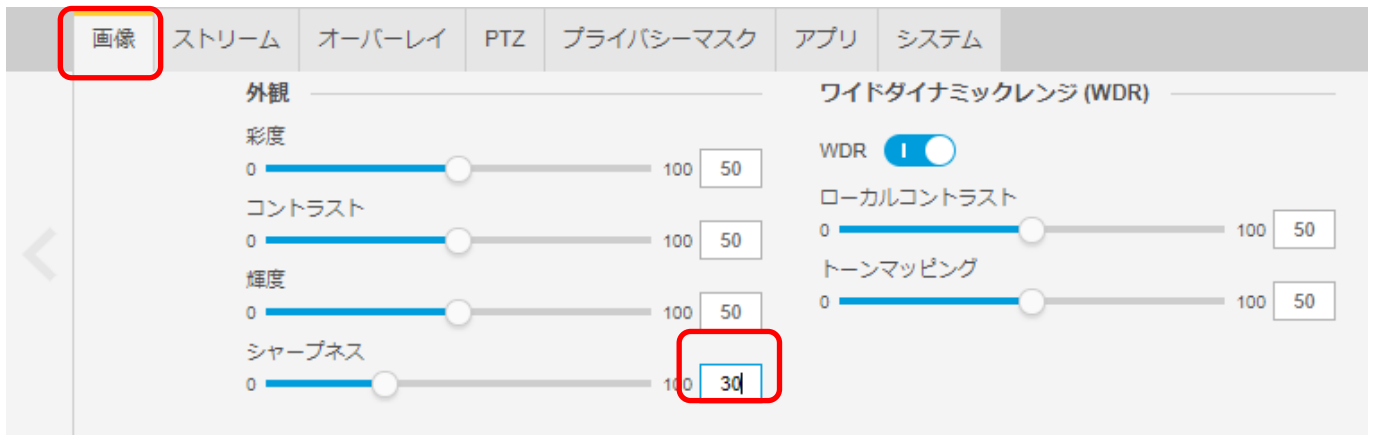 画像 ストリーム オーバーレイ PTZ プライバシーマスク アプリ システム
外観
彩度
0 100 50
コントラスト
0 100 50
輝度
0 100 50
シャープネス
0 100 30
ワイドダイナミックレンジ (WDR)
WDR
ローカルコントラスト
0 100 50
トーンマッピング
0 100 50